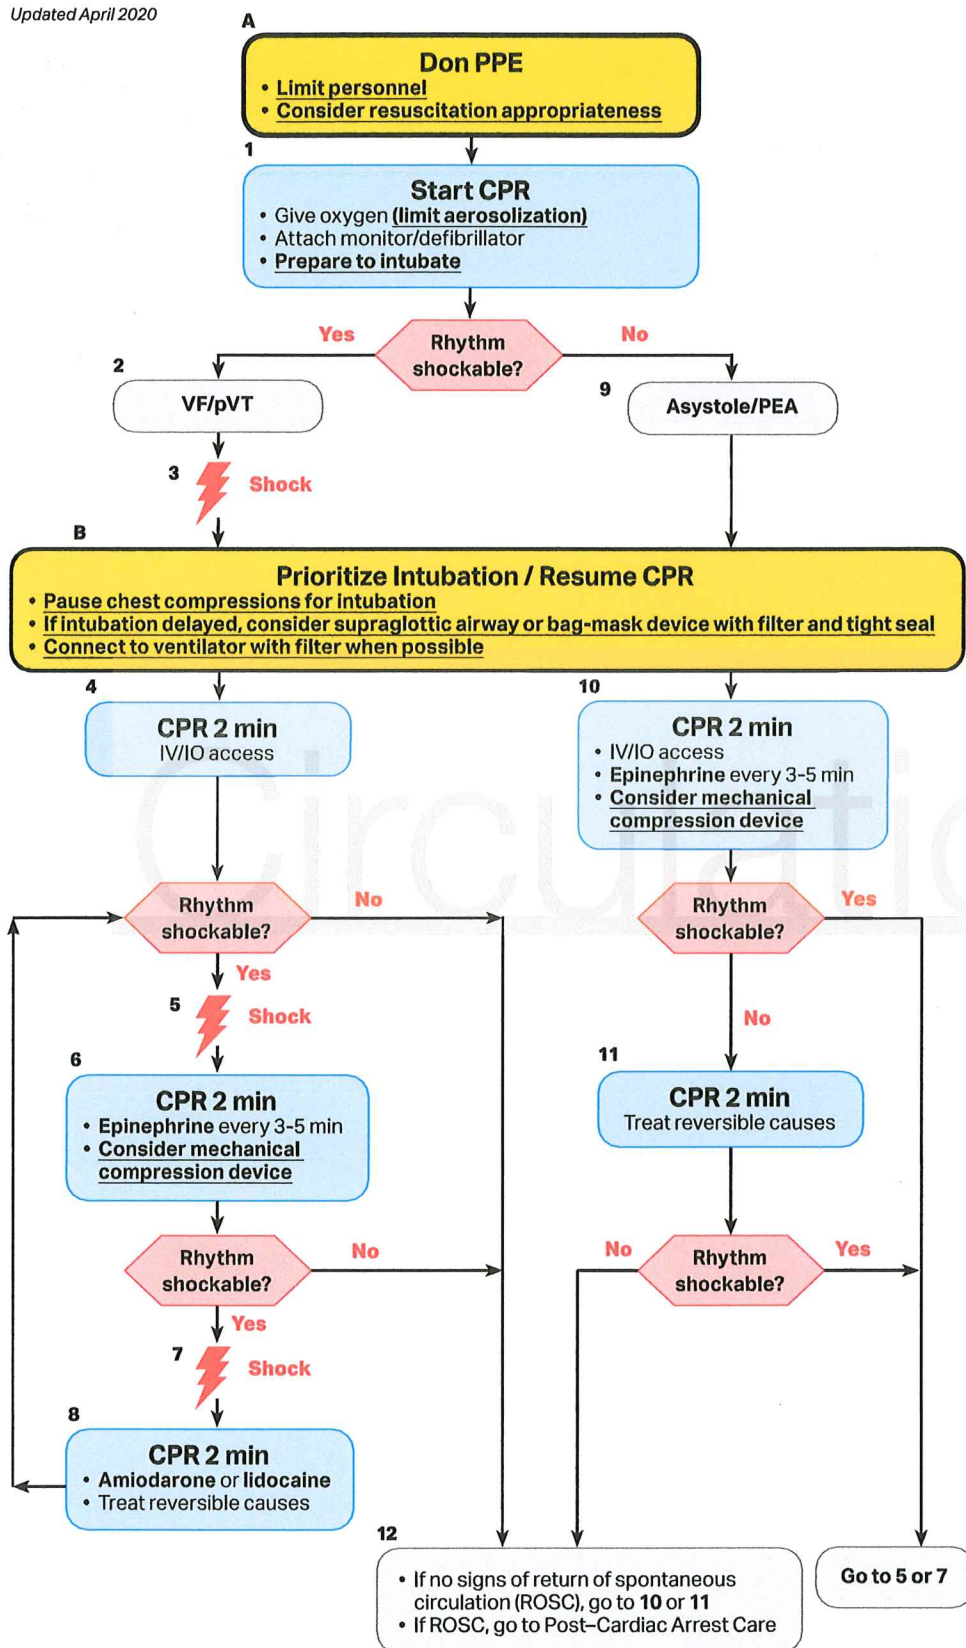 Updated April 2020
A
Don PPE
• Limit personnel
• Consider resuscitation appropriateness
1
Start CPR
• Give oxygen (limit aerosolization)
• Attach monitor/defibrillator
• Prepare to intubate
Yes
Rhythm
shockable?
No
2
VF/pVT
9
Asystole/PEA
3
Shock
B
Prioritize Intubation / Resume CPR
• Pause chest compressions for intubation
• If intubation delayed, consider supraglottic airway or bag-mask device with filter and tight seal
• Connect to ventilator with filter when possible
4
CPR 2 min
IV/IO access
10
CPR 2 min
• IV/IO access
• Epinephrine every 3-5 min
• Consider mechanical
compression device
Circulatio
Rhythm
shockable?
No
Yes
Rhythm
shockable?
Yes
No
5
Shock
6
CPR 2 min
• Epinephrine every 3-5 min
• Consider mechanical
compression device
11
CPR 2 min
Treat reversible causes
Rhythm
shockable?
No
Yes
No
Rhythm
shockable?
Yes
7
Shock
8
CPR 2 min
• Amiodarone or lidocaine
• Treat reversible causes
12
• If no signs of return of spontaneous
circulation (ROSC), go to 10 or 11
• If ROSC, go to Post–Cardiac Arrest Care
Go to 5 or 7